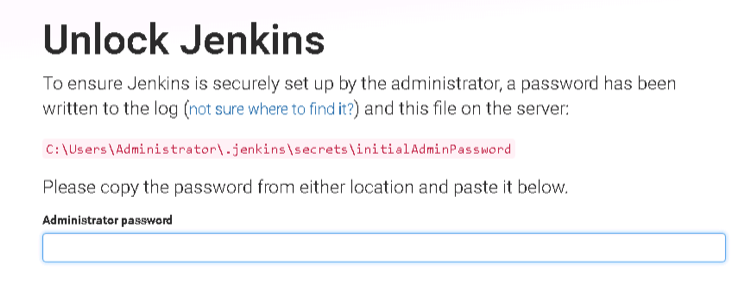 Unlock Jenkins
To ensure Jenkins is securely set up by the administrator, a password has been
written to the log (not sure where to find it?) and this file on the server:
C:\Users\Administrator\.jenkins\secrets\initialAdminPassword
Please copy the password from either location and paste it below.
Administrator password